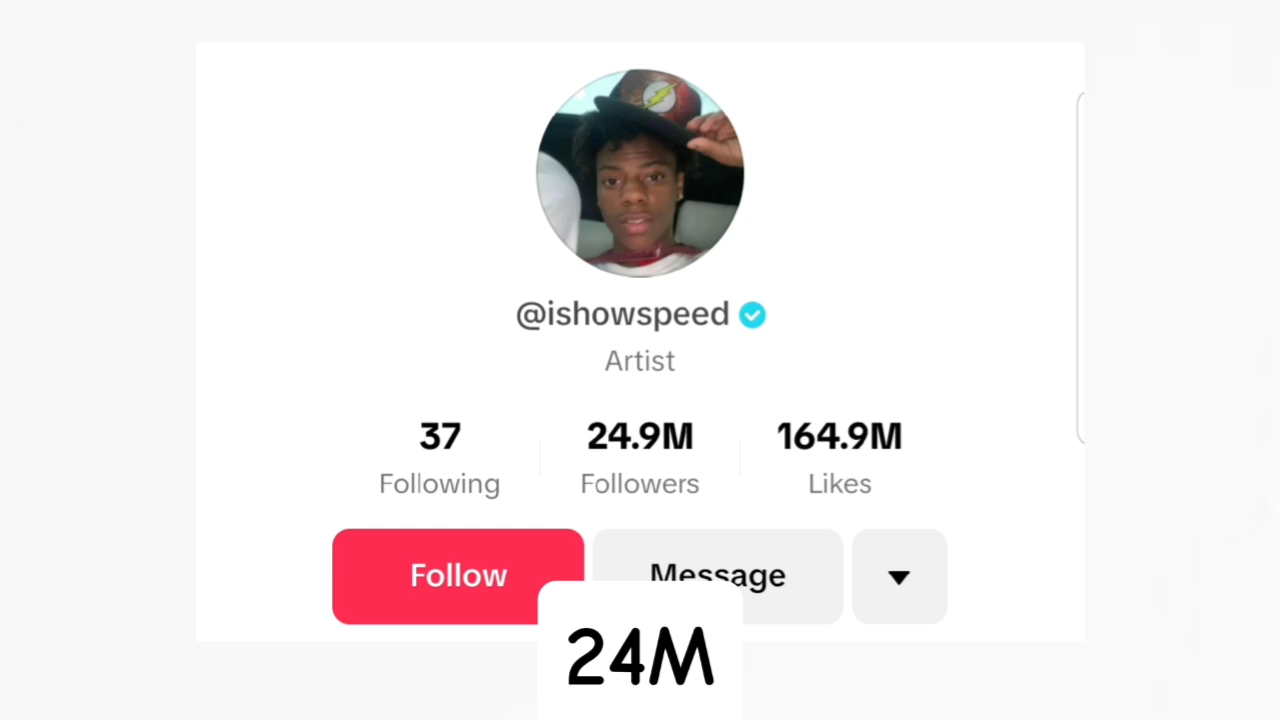 @ishowspeed
Artist
37 24.9M 164.9M
Following Followers Likes
Follow Message
24M